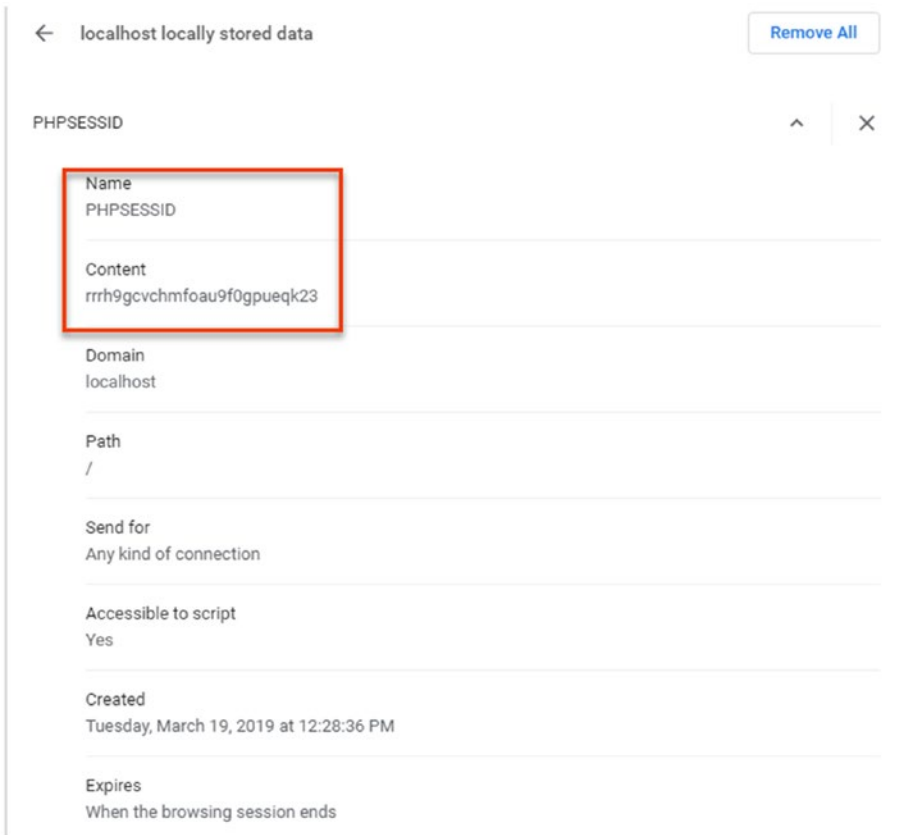 localhost locally stored data
Remove All
PHPSESSID
Name
PHPSESSID
Content
rrrh9gcvchmfoau9f0gpueqk23
Domain
localhost
Path
/
Send for
Any kind of connection
Accessible to script
Yes
Created
Tuesday, March 19, 2019 at 12:28:36 PM
Expires
When the browsing session ends